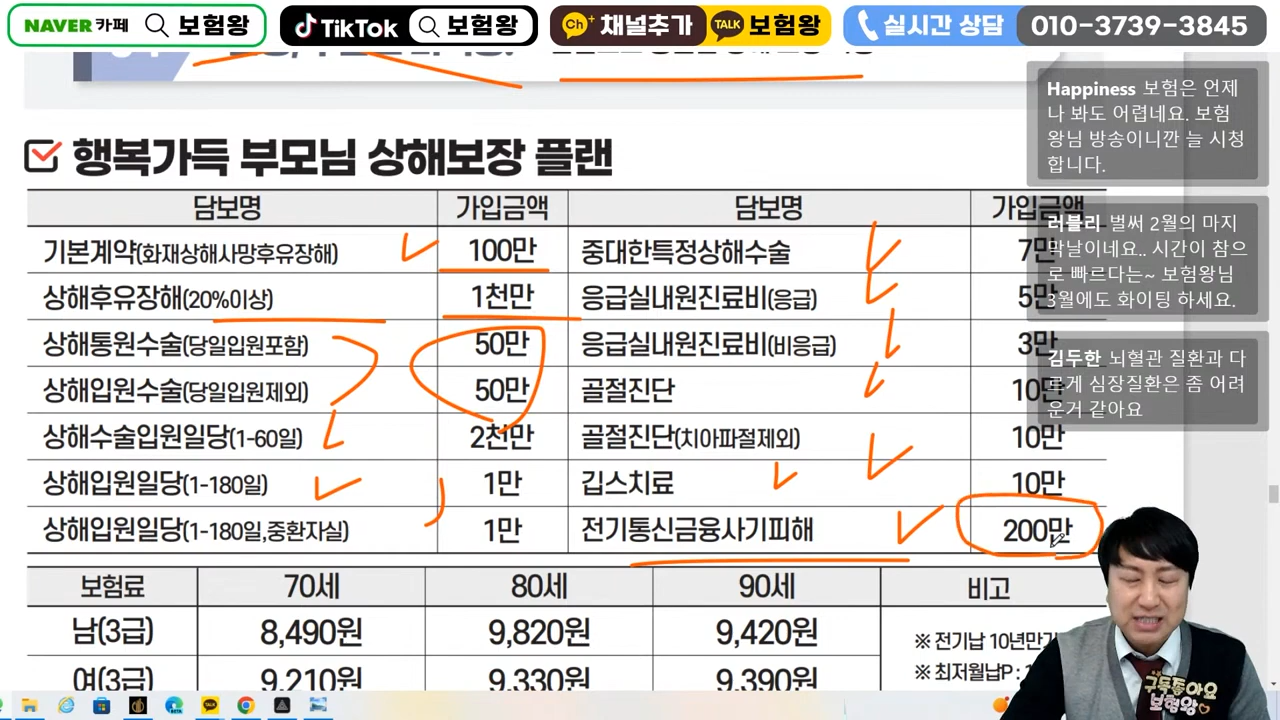 NAVER 카페 보험왕
TikTok 보험왕
Ch+ 채널추가 TALK 보험왕
실시간 상담 010-3739-3845
Happiness 보험은 언제
나 봐도 어렵네요. 보험
왕님 방송이니깐 늘 시청
합니다.
러블리 벌써 2월의 마지
막날이네요.. 시간이 참으
로 빠르다는~ 보험왕님
3월에도 화이팅 하세요.
김두한 뇌혈관 질환과 다
르게 심장질환은 좀 어려
운거 같아요
행복가득 부모님 상해보장 플랜
담보명 가입금액 담보명 가입금액
기본계약(화재상해사망후유장해) 100만 중대한특정상해수술 7만
상해후유장해(20%이상) 1천만 응급실내원진료비(응급) 5만
상해통원수술(당일입원포함) 50만 응급실내원진료비(비응급) 3만
상해입원수술(당일입원제외) 50만 골절진단 10만
상해수술입원일당(1-60일) 2천만 골절진단(치아파절제외) 10만
상해입원일당(1-180일) 1만 깁스치료 10만
상해입원일당(1-180일,중환자실) 1만 전기통신금융사기피해 200만
보험료 70세 80세 90세 비고
남(3급) 8,490원 9,820원 9,420원 ※ 전기납 10년만기
여(3급) 9,210원 9,330원 9,390원 ※ 최저월납P :
구독좋아요
보험왕